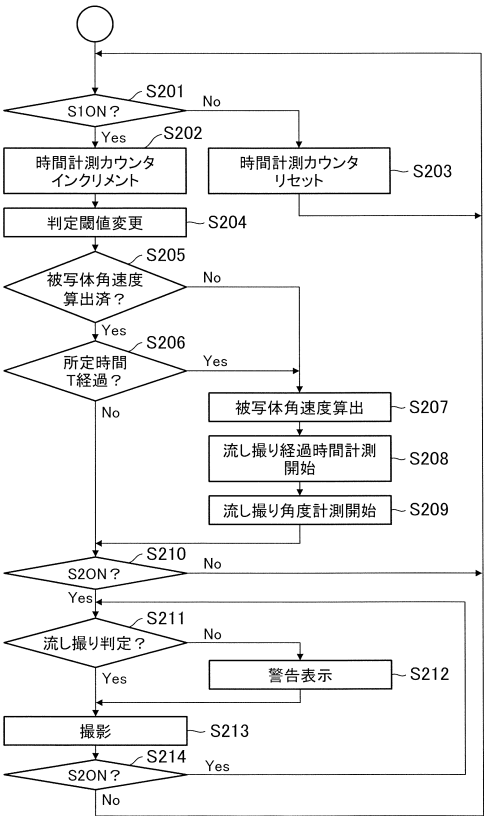 S1ON？
S201
No
Yes
S202
時間計測カウンタ
インクリメント
時間計測カウンタ
リセット
S203
判定閾値変更
S204
S205
被写体角速度
算出済？
No
Yes
S206
所定時間
T経過？
Yes
No
被写体角速度算出
S207
流し撮り経過時間計測
開始
S208
流し撮り角度計測開始
S209
S210
S2ON？
No
Yes
S211
流し撮り判定？
No
Yes
警告表示
S212
撮影
S213
S214
S2ON？
Yes
No